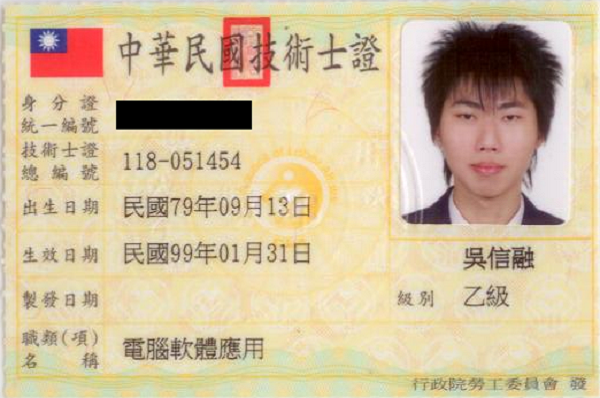 中華民國技術士證
身分證
統一編號
技術士證
總編號 118-051454
出生日期 民國79年09月13日
生效日期 民國99年01月31日
吳信融
製發日期
級別 乙級
職類(項)
名稱 電腦軟體應用
行政院勞工委員會 發